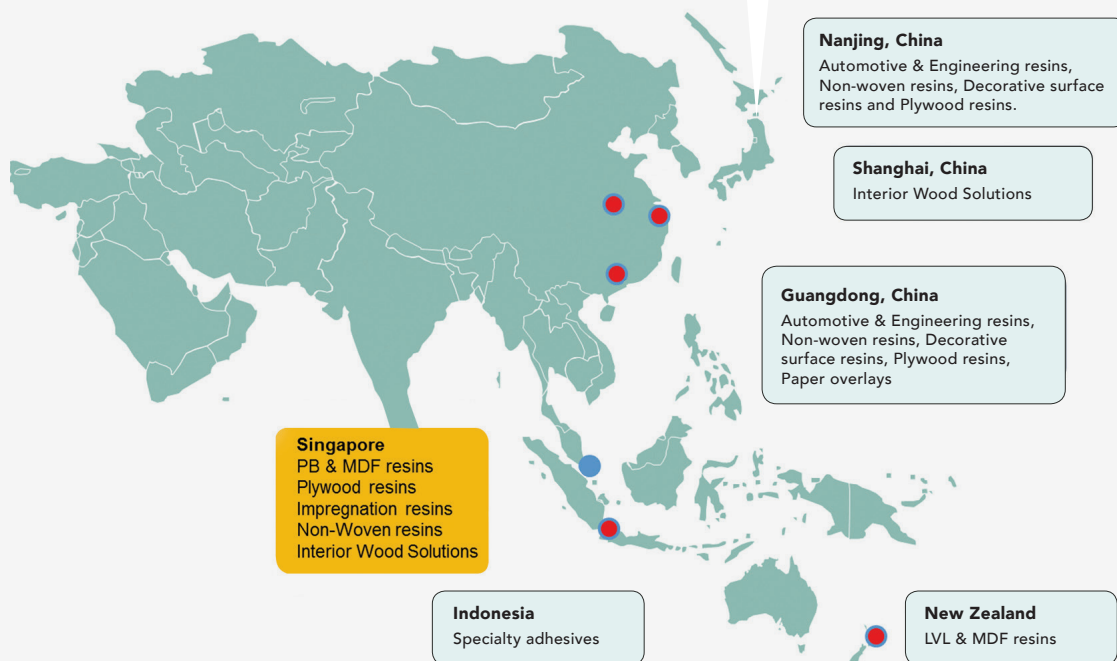 Nanjing, China
Automotive & Engineering resins,
Non-woven resins, Decorative surface
resins and Plywood resins.
Shanghai, China
Interior Wood Solutions
Guangdong, China
Automotive & Engineering resins,
Non-woven resins, Decorative
surface resins, Plywood resins,
Paper overlays
Singapore
PB & MDF resins
Plywood resins
Impregnation resins
Non-Woven resins
Interior Wood Solutions
Indonesia
Specialty adhesives
New Zealand
LVL & MDF resins